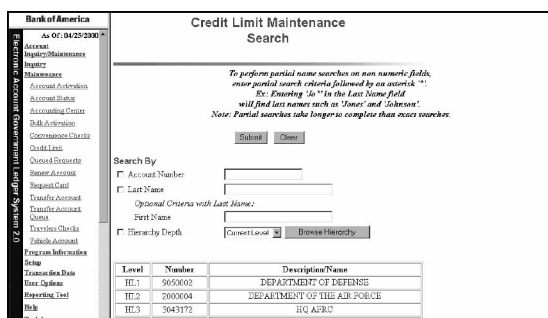 Bank of America
As Of: 04/25/2000
Account
Inquiry/Maintenance
Inquiry
Maintenance
Account Activation
Account Status
Accounting Center
Bulk Activation
Convenience Checks
Credit Limit
Queued Requests
Renew Account
Request Card
Transfer Account
Transfer Account
Queue
Travelers Checks
Vehicle Account
Program Information
Setup
Transaction Data
User Options
Reporting Tool
Help
Electronic Account Government Ledger System 2.0
Credit Limit Maintenance
Search
To perform partial name searches on non numeric fields,
enter partial search criteria followed by an asterisk '*'.
Ex: Entering 'Jo*' in the Last Name field
will find last names such as 'Jones' and 'Johnson'.
Note: Partial searches take longer to complete than exact searches.
Submit Clear
Search By
Account Number
Last Name
Optional Criteria with Last Name:
First Name
Hierarchy Depth Current Level Browse Hierarchy
Level Number Description/Name
HL1 9050002 DEPARTMENT OF DEFENSE
HL2 2000004 DEPARTMENT OF THE AIR FORCE
HL3 3043172 HQ AFRC